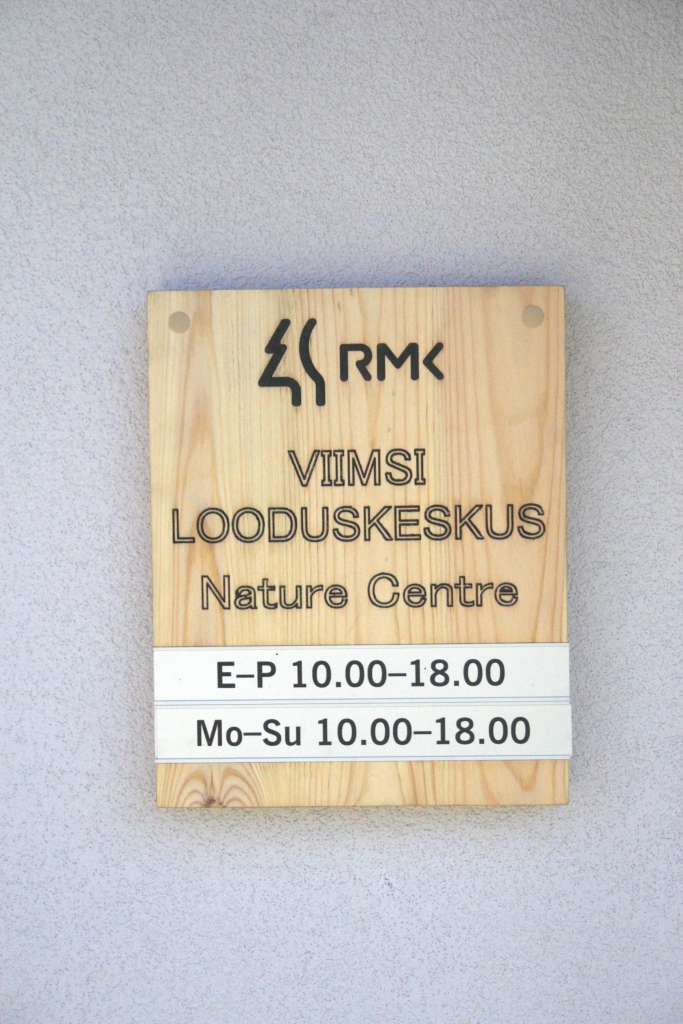 RMK
VIIMSI
LOODUSKESKUS
Nature Centre
E–P 10.00–18.00
Mo–Su 10.00–18.00